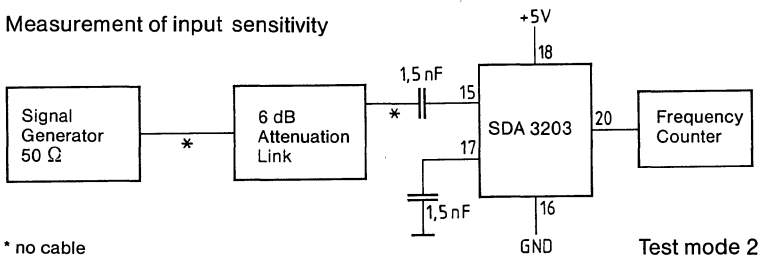 Measurement of input sensitivity
+5V
18
1,5 nF
15
*
Signal
Generator
50 Ω
*
6 dB
Attenuation
Link
SDA 3203
20
Frequency
Counter
17
1,5 nF
16
GND
* no cable
Test mode 2